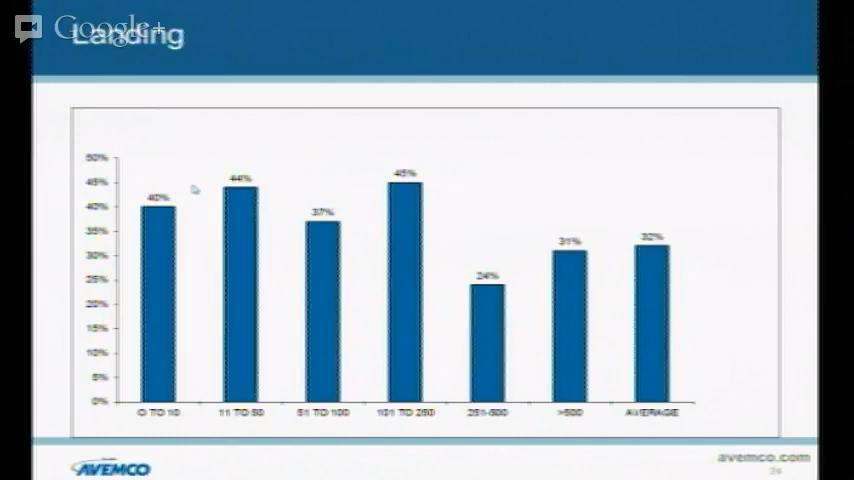 Google+
Landing
50%
45%
40%
35%
30%
25%
20%
15%
10%
5%
0%
40%
44%
37%
45%
24%
31%
32%
0 TO 10
11 TO 50
51 TO 100
101 TO 250
251-500
>500
AVERAGE
AVEMCO
avemco.com